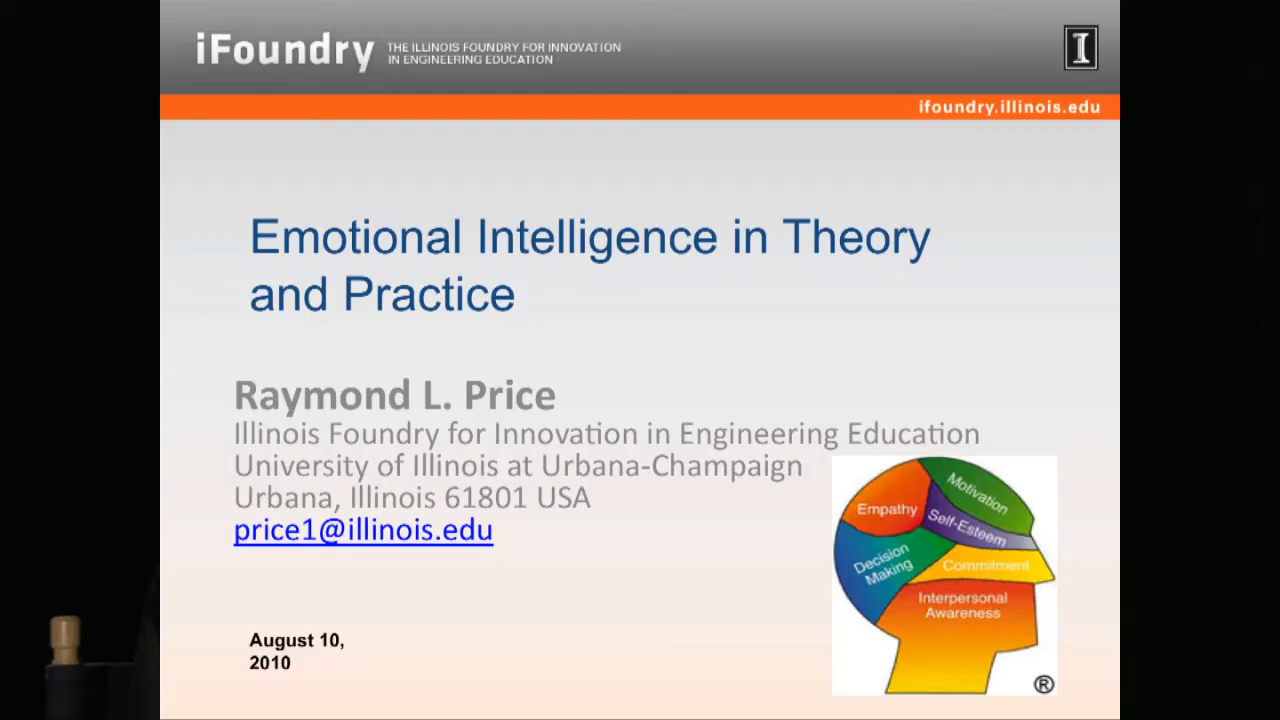 iFoundry
THE ILLINOIS FOUNDRY FOR INNOVATION
IN ENGINEERING EDUCATION
I
ifoundry.illinois.edu
Emotional Intelligence in Theory
and Practice
Raymond L. Price
Illinois Foundry for Innovation in Engineering Education
University of Illinois at Urbana-Champaign
Urbana, Illinois 61801 USA
price1@illinois.edu
Motivation
Empathy
Self-Esteem
Decision
Making
Commitment
Interpersonal
Awareness
®
August 10,
2010